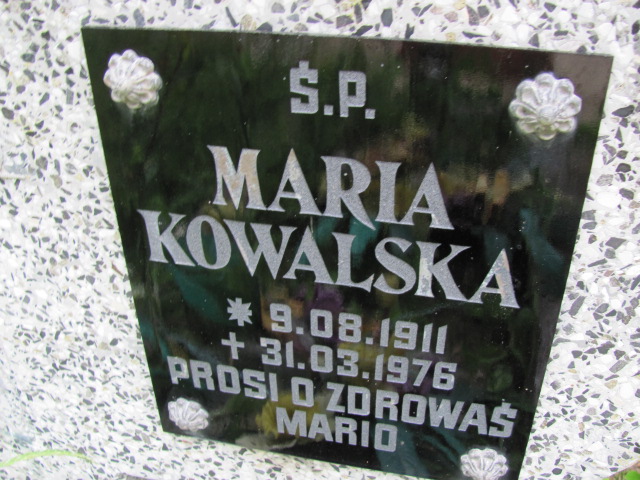 Ś.P.
MARIA
KOWALSKA
* 9.08.1911
✝ 31.03.1976
PROSI O ZDROWAŚ
MARIO